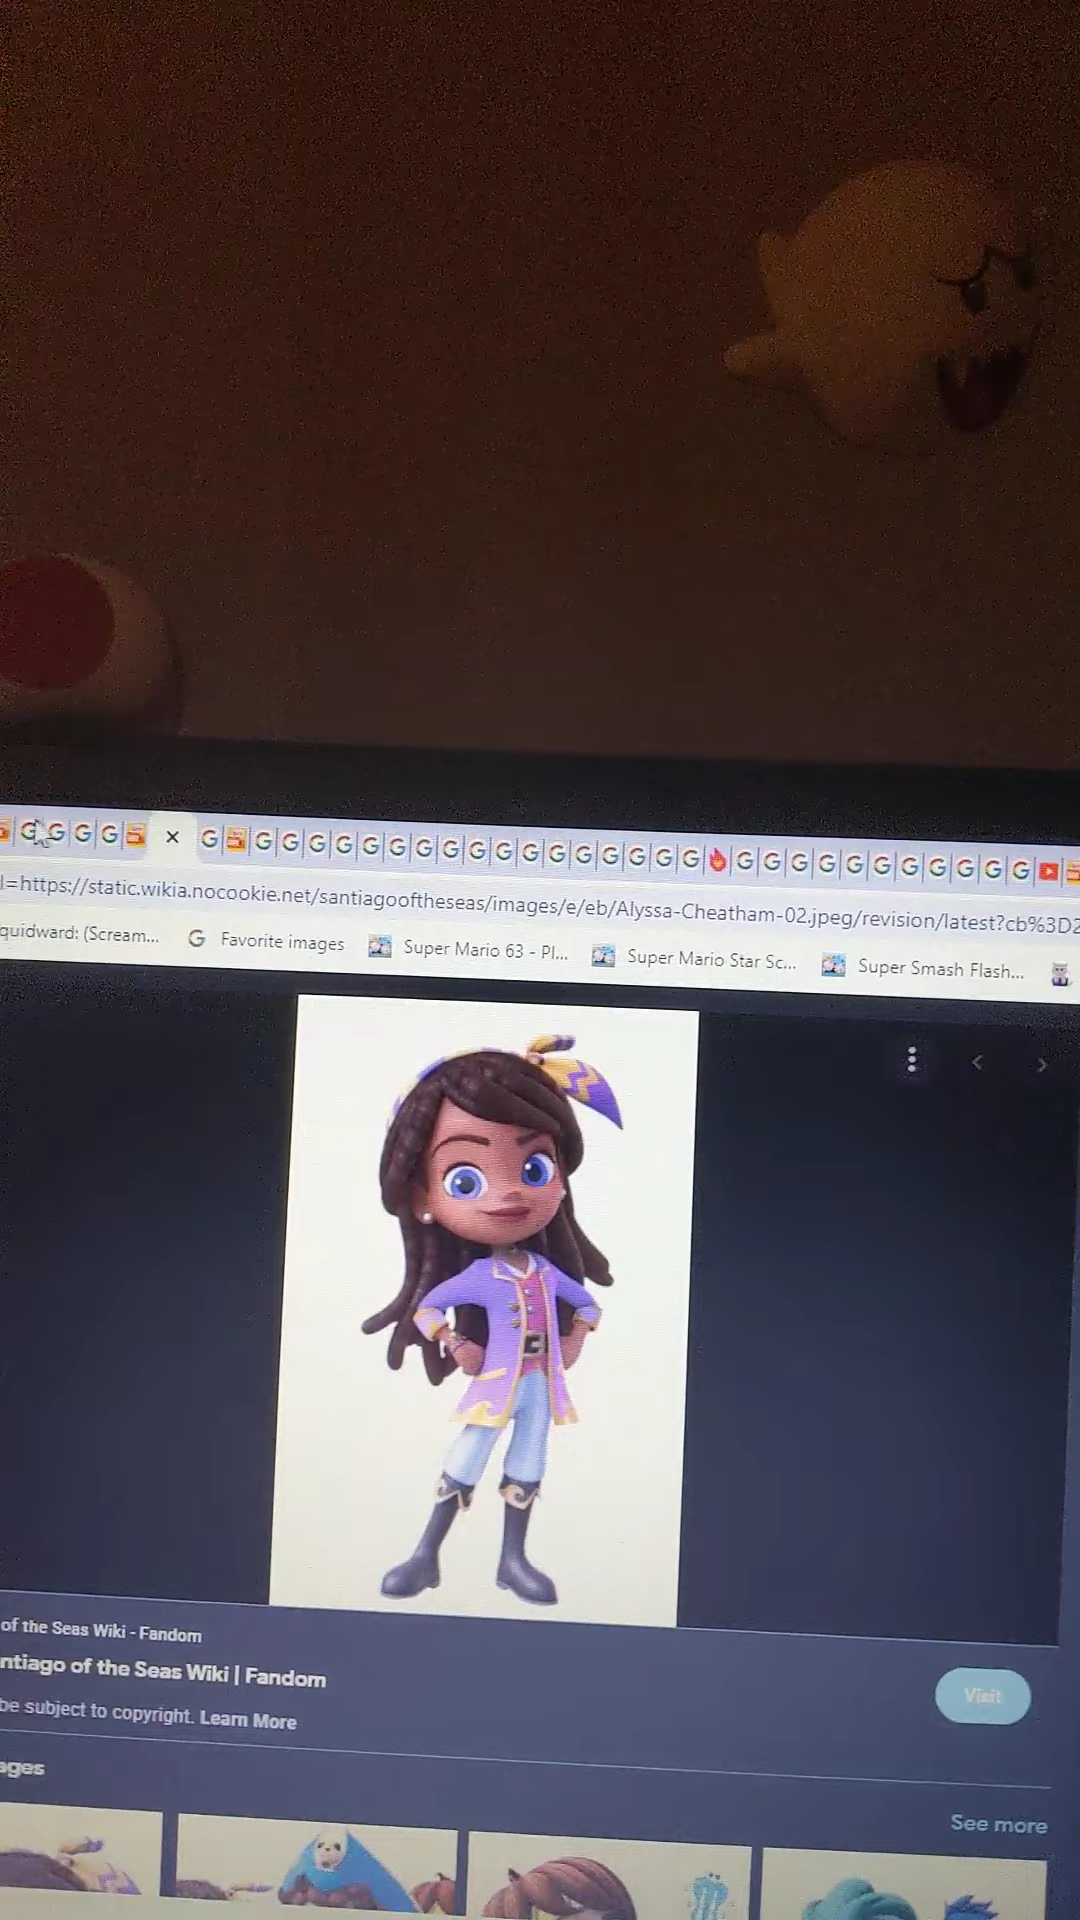 l=https://static.wikia.nocookie.net/santiagooftheseas/images/e/eb/Alyssa-Cheatham-02.jpeg/revision/latest?cb%3D2
quidward: (Scream... Favorite images Super Mario 63 - Pl... Super Mario Star Sc... Super Smash Flash...
of the Seas Wiki - Fandom
ntiago of the Seas Wiki | Fandom
Visit
be subject to copyright. Learn More
ages
See more